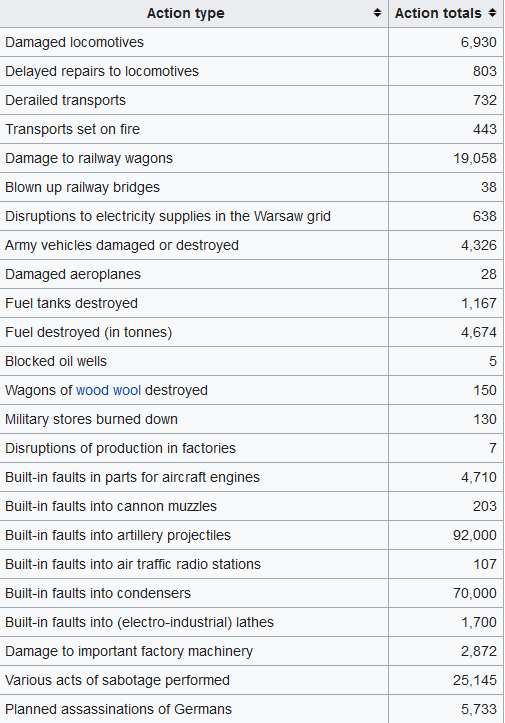 Action type Action totals
Damaged locomotives 6,930
Delayed repairs to locomotives 803
Derailed transports 732
Transports set on fire 443
Damage to railway wagons 19,058
Blown up railway bridges 38
Disruptions to electricity supplies in the Warsaw grid 638
Army vehicles damaged or destroyed 4,326
Damaged aeroplanes 28
Fuel tanks destroyed 1,167
Fuel destroyed (in tonnes) 4,674
Blocked oil wells 5
Wagons of wood wool destroyed 150
Military stores burned down 130
Disruptions of production in factories 7
Built-in faults in parts for aircraft engines 4,710
Built-in faults into cannon muzzles 203
Built-in faults into artillery projectiles 92,000
Built-in faults into air traffic radio stations 107
Built-in faults into condensers 70,000
Built-in faults into (electro-industrial) lathes 1,700
Damage to important factory machinery 2,872
Various acts of sabotage performed 25,145
Planned assassinations of Germans 5,733